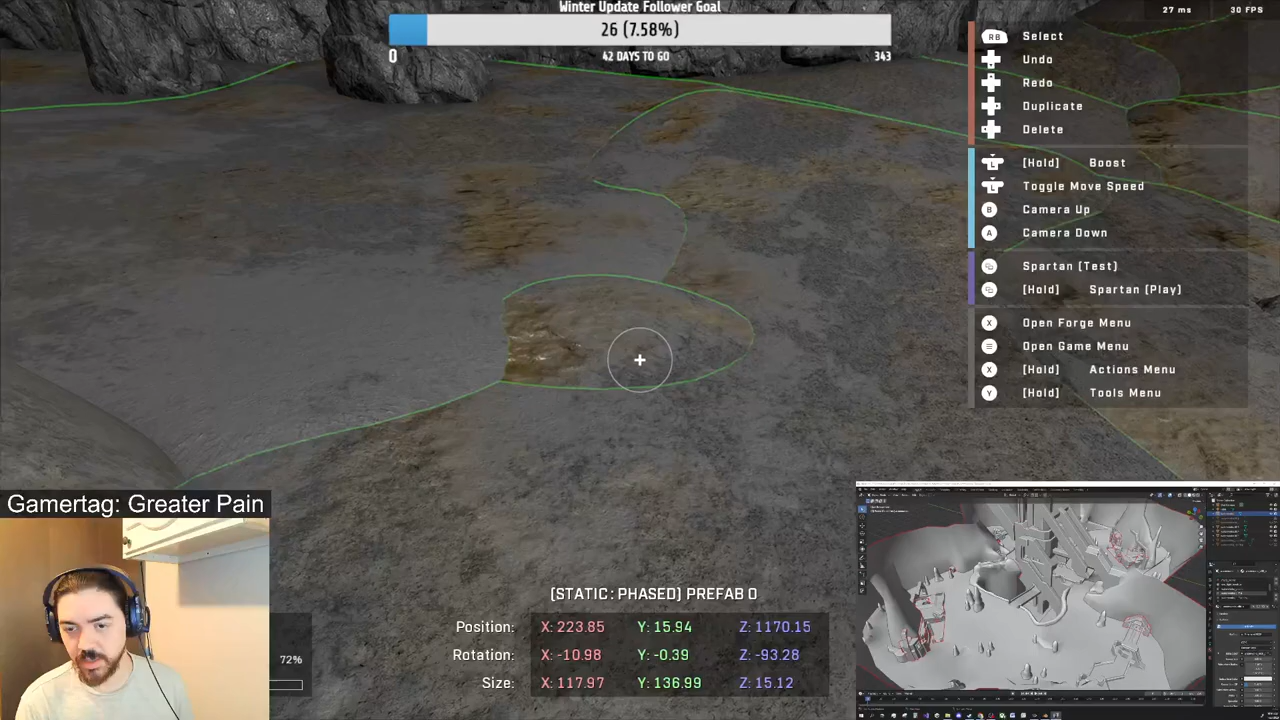 Winter Update Follower Goal
26 (7.58%)
0
42 DAYS TO GO
343
27 ms
30 FPS
RB Select
Undo
Redo
Duplicate
Delete
L [Hold] Boost
L Toggle Move Speed
B Camera Up
A Camera Down
Spartan (Test)
[Hold] Spartan (Play)
X Open Forge Menu
Open Game Menu
X [Hold] Actions Menu
Y [Hold] Tools Menu
Gamertag: Greater Pain
[STATIC: PHASED] PREFAB 0
Position: X: 223.85 Y: 15.94 Z: 1170.15
Rotation: X: -10.98 Y: -0.39 Z: -93.28
Size: X: 117.97 Y: 136.99 Z: 15.12
72%